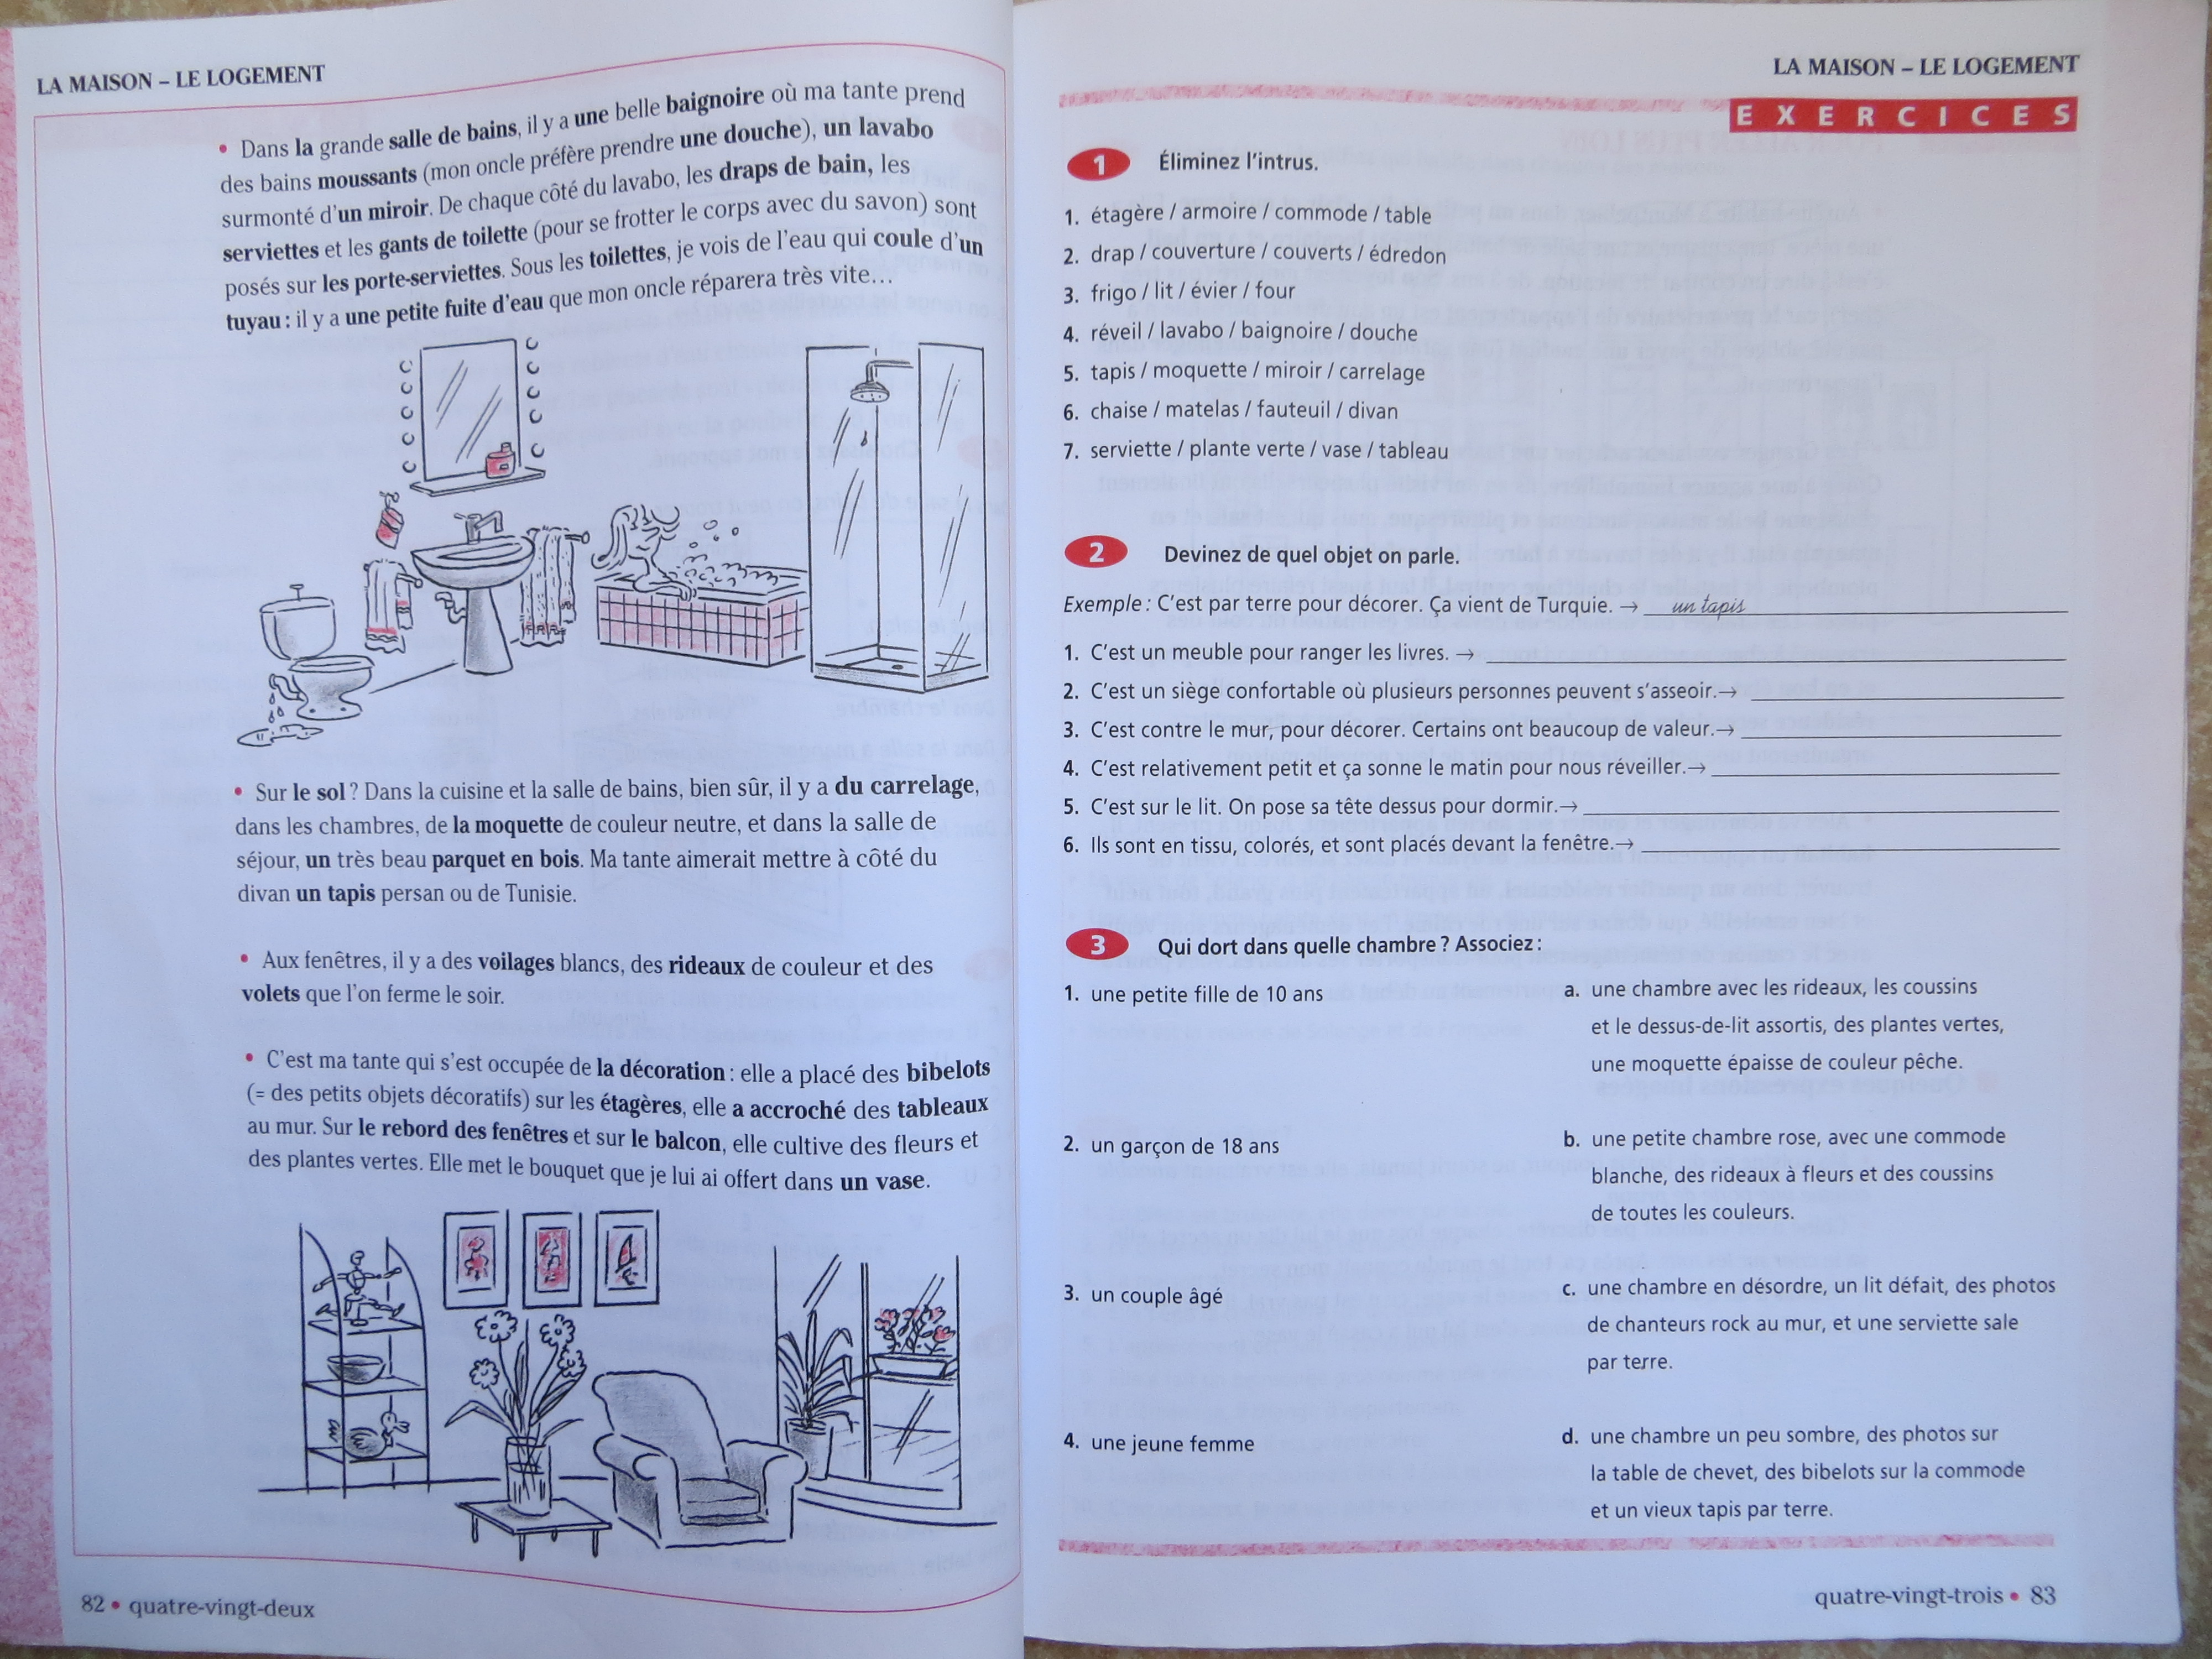 LA MAISON – LE LOGEMENT
• Dans la grande salle de bains, il y a une belle baignoire où ma tante prend
des bains moussants (mon oncle préfère prendre une douche), un lavabo
surmonté d'un miroir. De chaque côté du lavabo, les draps de bain, les
serviettes et les gants de toilette (pour se frotter le corps avec du savon) sont
posés sur les porte-serviettes. Sous les toilettes, je vois de l'eau qui coule d'un
tuyau : il y a une petite fuite d'eau que mon oncle réparera très vite…
• Sur le sol ? Dans la cuisine et la salle de bains, bien sûr, il y a du carrelage,
dans les chambres, de la moquette de couleur neutre, et dans la salle de
séjour, un très beau parquet en bois. Ma tante aimerait mettre à côté du
divan un tapis persan ou de Tunisie.
• Aux fenêtres, il y a des voilages blancs, des rideaux de couleur et des
volets que l'on ferme le soir.
• C'est ma tante qui s'est occupée de la décoration : elle a placé des bibelots
(= des petits objets décoratifs) sur les étagères, elle a accroché des tableaux
au mur. Sur le rebord des fenêtres et sur le balcon, elle cultive des fleurs et
des plantes vertes. Elle met le bouquet que je lui ai offert dans un vase.
82 • quatre-vingt-deux
LA MAISON – LE LOGEMENT
EXERCICES
1 Éliminez l'intrus.
1. étagère / armoire / commode / table
2. drap / couverture / couverts / édredon
3. frigo / lit / évier / four
4. réveil / lavabo / baignoire / douche
5. tapis / moquette / miroir / carrelage
6. chaise / matelas / fauteuil / divan
7. serviette / plante verte / vase / tableau
2 Devinez de quel objet on parle.
Exemple : C'est par terre pour décorer. Ça vient de Turquie. → un tapis
1. C'est un meuble pour ranger les livres. →
2. C'est un siège confortable où plusieurs personnes peuvent s'asseoir.→
3. C'est contre le mur, pour décorer. Certains ont beaucoup de valeur.→
4. C'est relativement petit et ça sonne le matin pour nous réveiller.→
5. C'est sur le lit. On pose sa tête dessus pour dormir.→
6. Ils sont en tissu, colorés, et sont placés devant la fenêtre.→
3 Qui dort dans quelle chambre ? Associez :
1. une petite fille de 10 ans
a. une chambre avec les rideaux, les coussins
et le dessus-de-lit assortis, des plantes vertes,
une moquette épaisse de couleur pêche.
2. un garçon de 18 ans
b. une petite chambre rose, avec une commode
blanche, des rideaux à fleurs et des coussins
de toutes les couleurs.
3. un couple âgé
c. une chambre en désordre, un lit défait, des photos
de chanteurs rock au mur, et une serviette sale
par terre.
4. une jeune femme
d. une chambre un peu sombre, des photos sur
la table de chevet, des bibelots sur la commode
et un vieux tapis par terre.
quatre-vingt-trois • 83